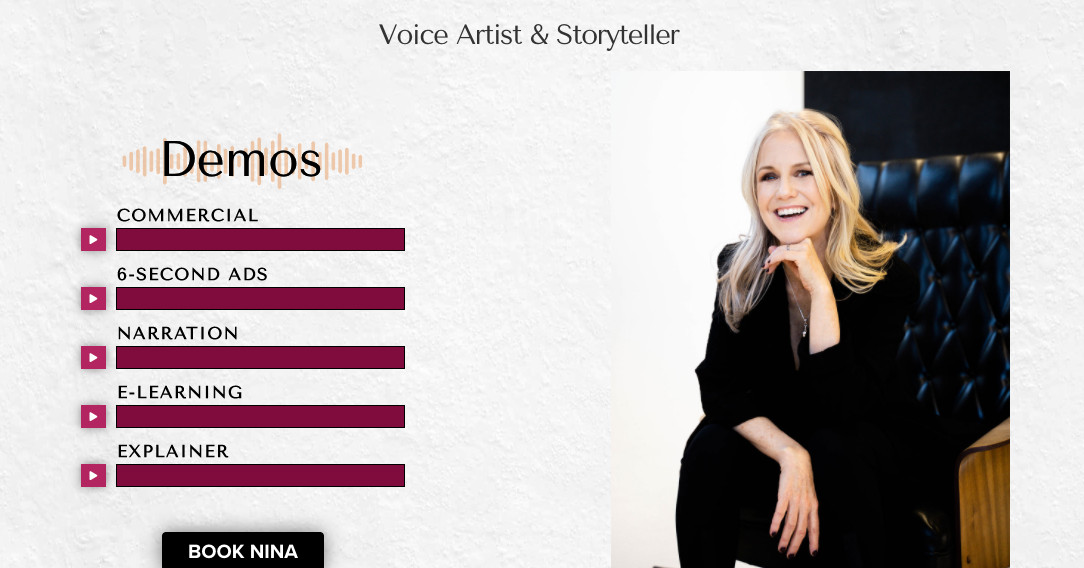 Voice Artist & Storyteller
Demos
COMMERCIAL
6-SECOND ADS
NARRATION
E-LEARNING
EXPLAINER
BOOK NINA